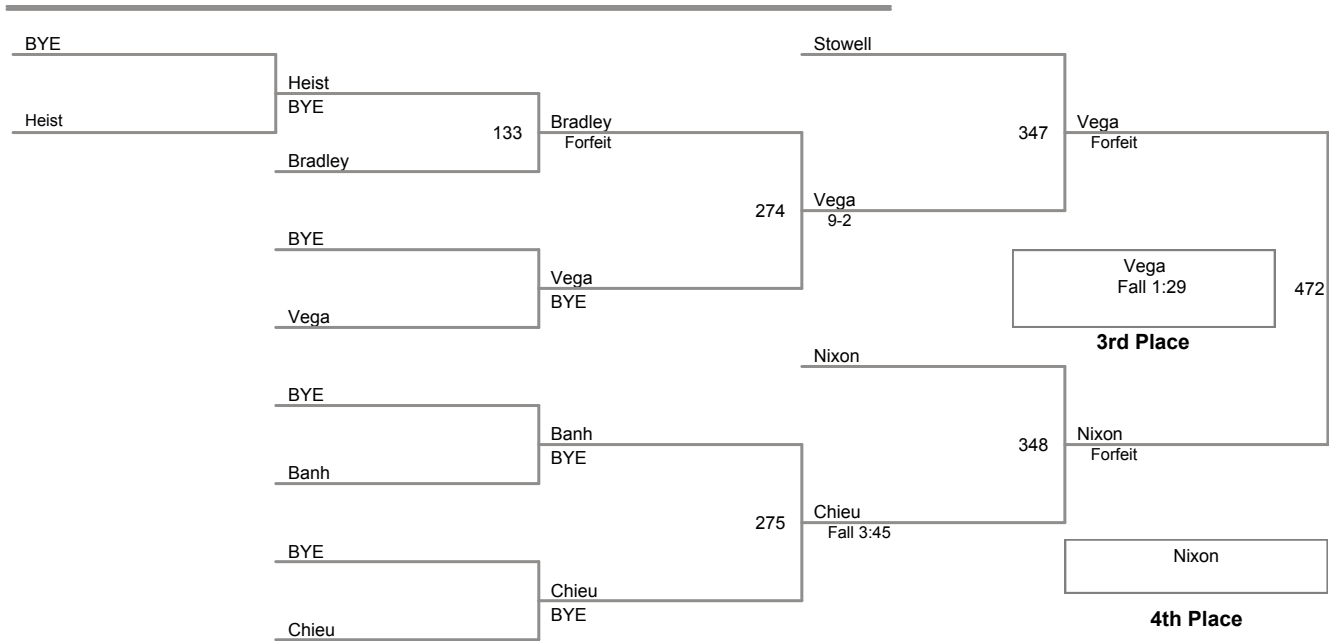 BYE
Stowell
Heist
BYE
Heist
133
Bradley
Forfeit
347
Vega
Forfeit
Bradley
274
Vega
9-2
BYE
Vega
BYE
Vega
Fall 1:29
472
Vega
3rd Place
Nixon
BYE
Banh
BYE
348
Nixon
Forfeit
Banh
275
Chieu
Fall 3:45
BYE
Nixon
Chieu
BYE
4th Place
Chieu